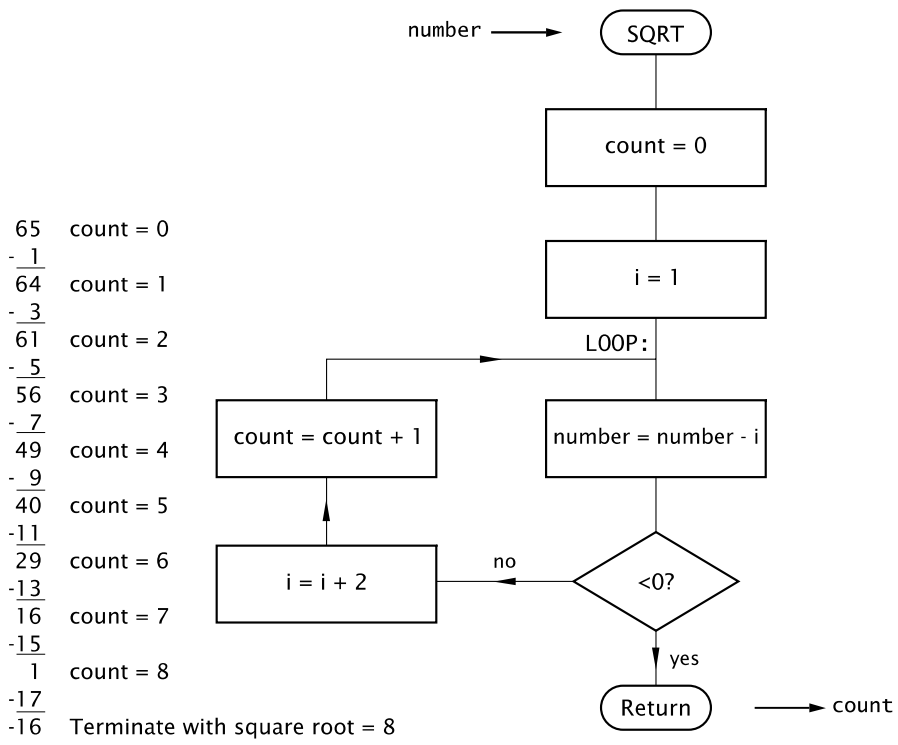 number
SQRT
count = 0
i = 1
LOOP:
number = number - i
<0?
no
i = i + 2
count = count + 1
yes
Return
count
65 count = 0
- 1
64 count = 1
- 3
61 count = 2
- 5
56 count = 3
- 7
49 count = 4
- 9
40 count = 5
-11
29 count = 6
-13
16 count = 7
-15
1 count = 8
-17
-16 Terminate with square root = 8